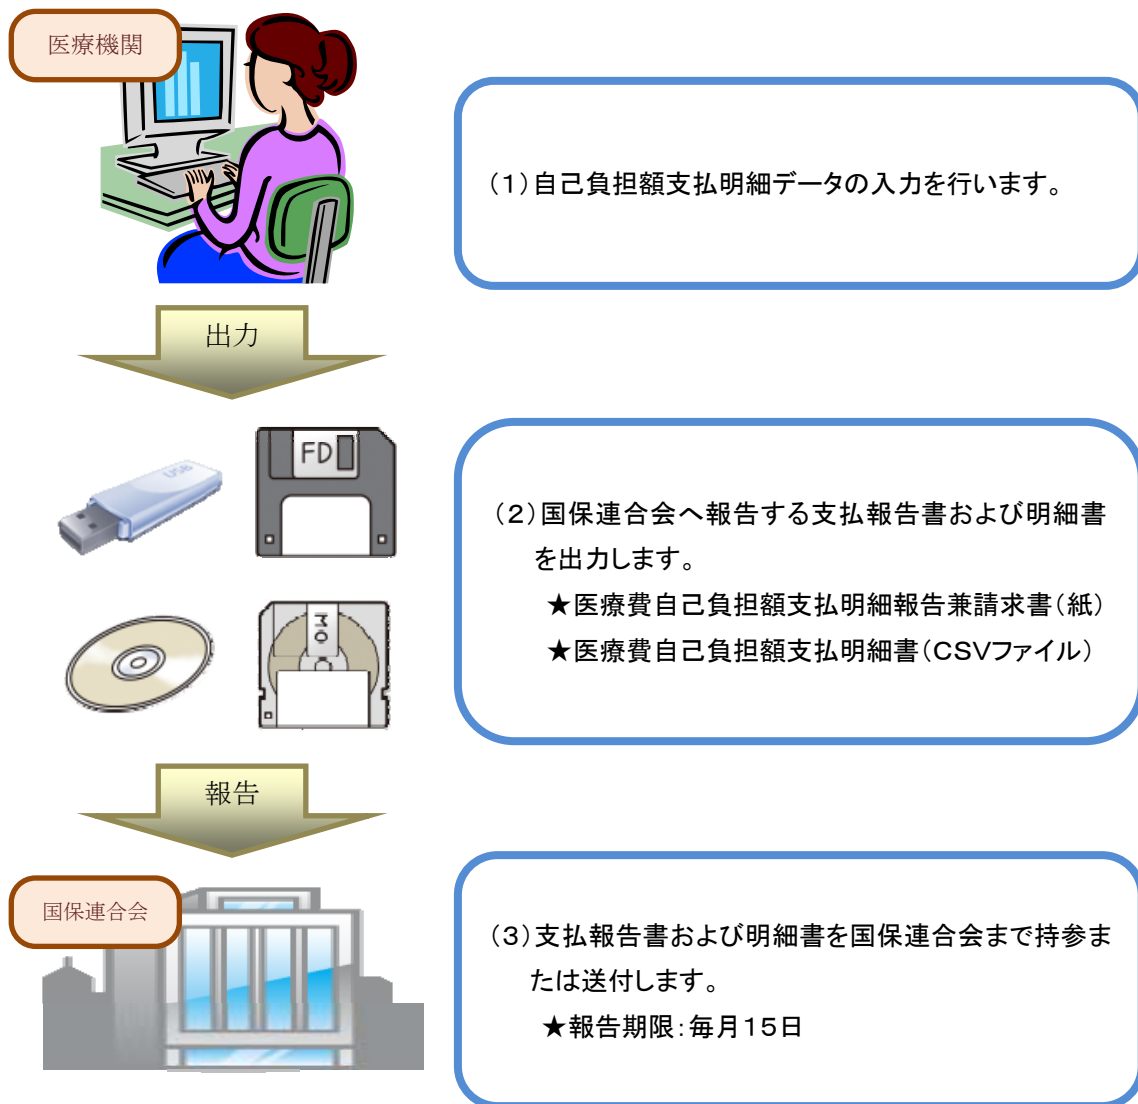 医療機関
(1)自己負担額支払明細データの入力を行います。
出力
USB
FD
(2)国保連合会へ報告する支払報告書および明細書
を出力します。
★医療費自己負担額支払明細報告兼請求書(紙)
★医療費自己負担額支払明細書(CSVファイル)
MO
報告
国保連合会
(3)支払報告書および明細書を国保連合会まで持参ま
たは送付します。
★報告期限:毎月15日